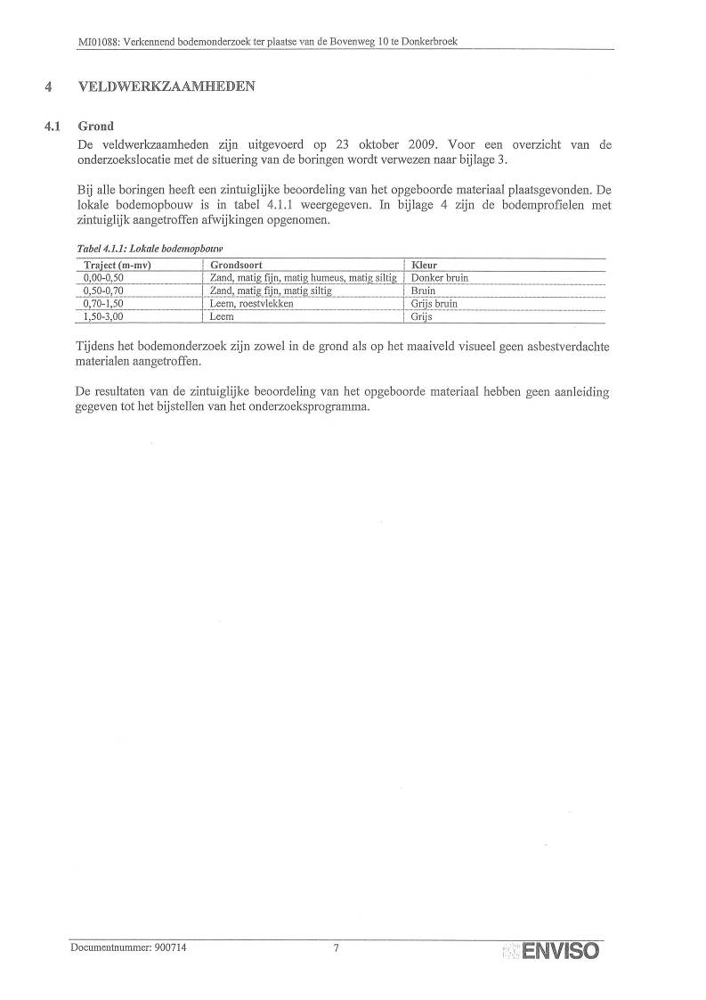 MI01088: Verkennend bodemonderzoek ter plaatse van de Bovenweg 10 te Donkerbroek
4 VELDWERKZAAMHEDEN
4.1 Grond
De veldwerkzaamheden zijn uitgevoerd op 23 oktober 2009. Voor een overzicht van de
onderzoekslocatie met de situering van de boringen wordt verwezen naar bijlage 3.
Bij alle boringen heeft een zintuiglijke beoordeling van het opgeboorde materiaal plaatsgevonden. De
lokale bodemopbouw is in tabel 4.1.1 weergegeven. In bijlage 4 zijn de bodemprofielen met
zintuiglijk aangetroffen afwijkingen opgenomen.
Tabel 4.1.1: Lokale bodemopbouw
Traject (m-mv) Grondsoort Kleur
0,00-0,50 Zand, matig fijn, matig humeus, matig siltig Donker bruin
0,50-0,70 Zand, matig fijn, matig siltig Bruin
0,70-1,50 Leem, roestvlekken Grijs bruin
1,50-3,00 Leem Grijs
Tijdens het bodemonderzoek zijn zowel in de grond als op het maaiveld visueel geen asbestverdachte
materialen aangetroffen.
De resultaten van de zintuiglijke beoordeling van het opgeboorde materiaal hebben geen aanleiding
gegeven tot het bijstellen van het onderzoeksprogramma.
Documentnummer: 900714 7 ENVISO